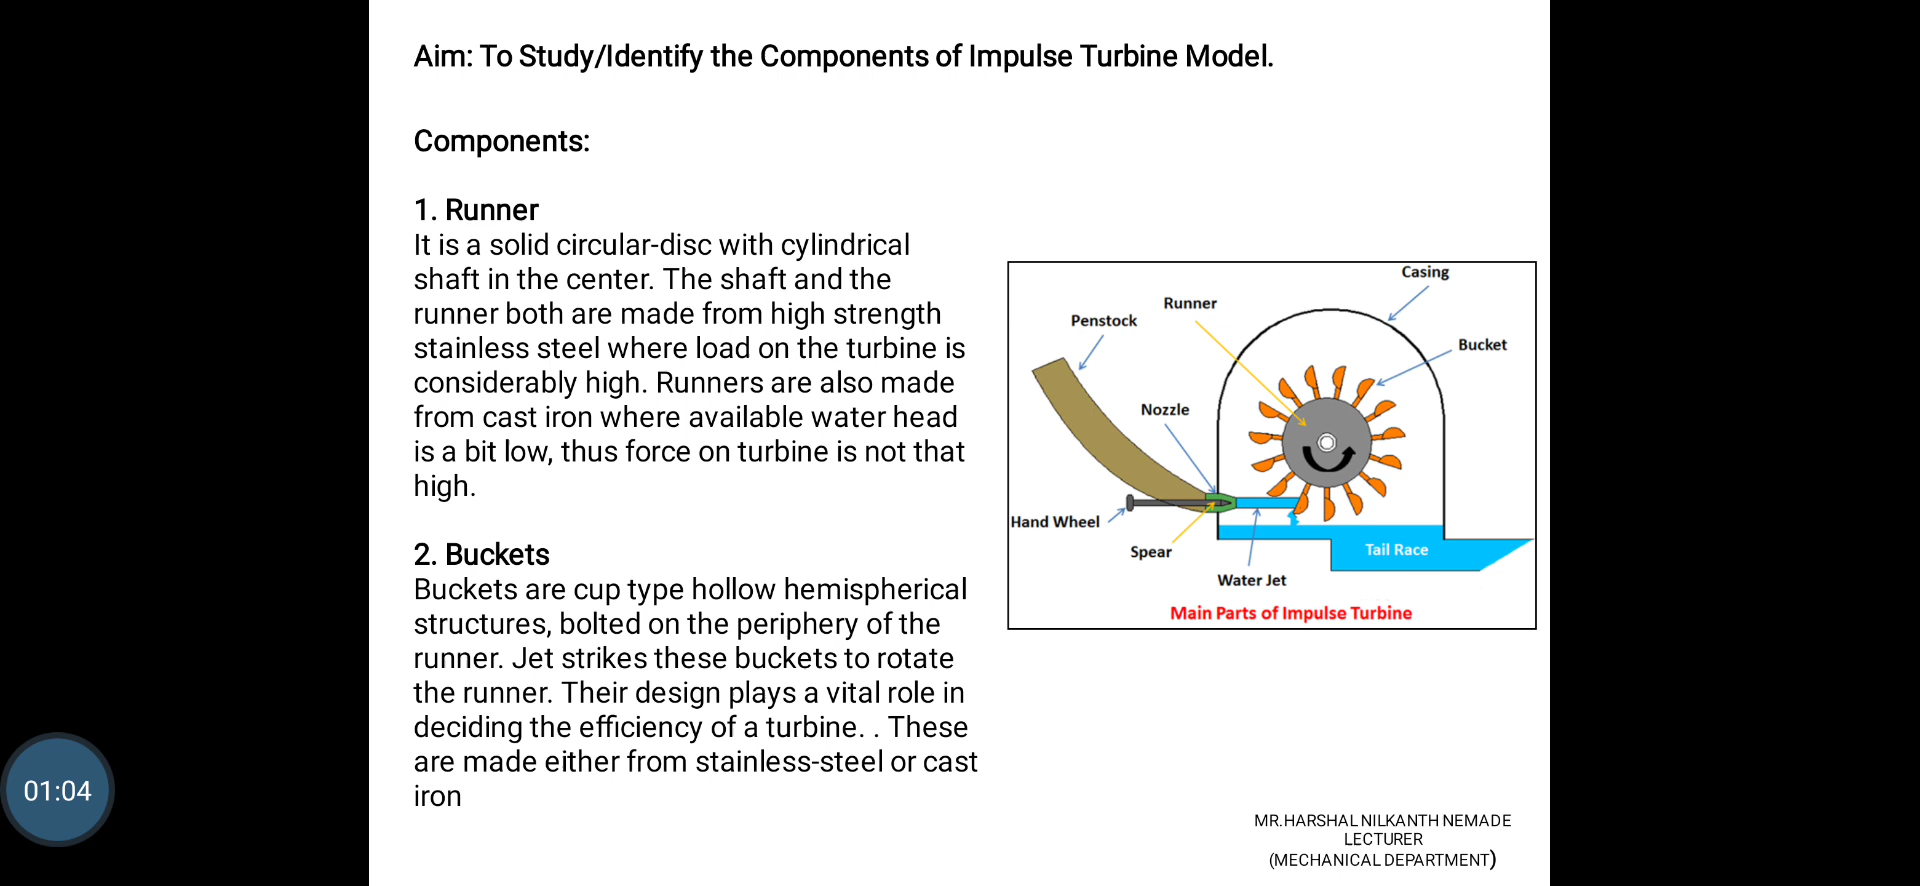 Aim: To Study/Identify the Components of Impulse Turbine Model.
Components:
1. Runner
It is a solid circular-disc with cylindrical
shaft in the center. The shaft and the
runner both are made from high strength
stainless steel where load on the turbine is
considerably high. Runners are also made
from cast iron where available water head
is a bit low, thus force on turbine is not that
high.
2. Buckets
Buckets are cup type hollow hemispherical
structures, bolted on the periphery of the
runner. Jet strikes these buckets to rotate
the runner. Their design plays a vital role in
deciding the efficiency of a turbine. . These
are made either from stainless-steel or cast
iron
Casing
Runner
Penstock
Bucket
Nozzle
Hand Wheel
Spear
Tail Race
Water Jet
Main Parts of Impulse Turbine
01:04
MR.HARSHAL NILKANTH NEMADE
LECTURER
(MECHANICAL DEPARTMENT)